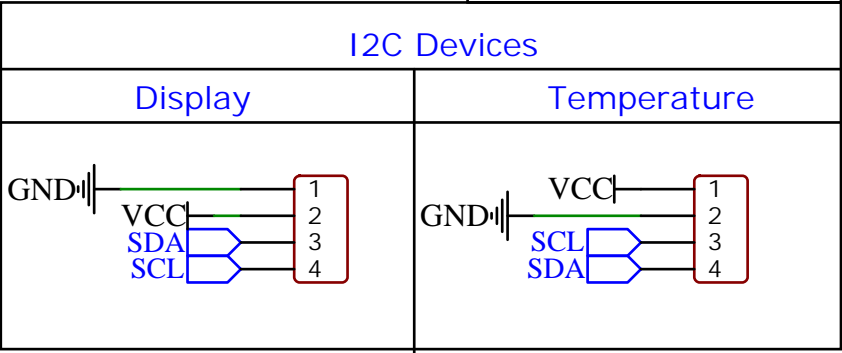 I2C Devices
Display
Temperature
GND
1
VCC
2
SDA
3
SCL
4
VCC
1
GND
2
SCL
3
SDA
4